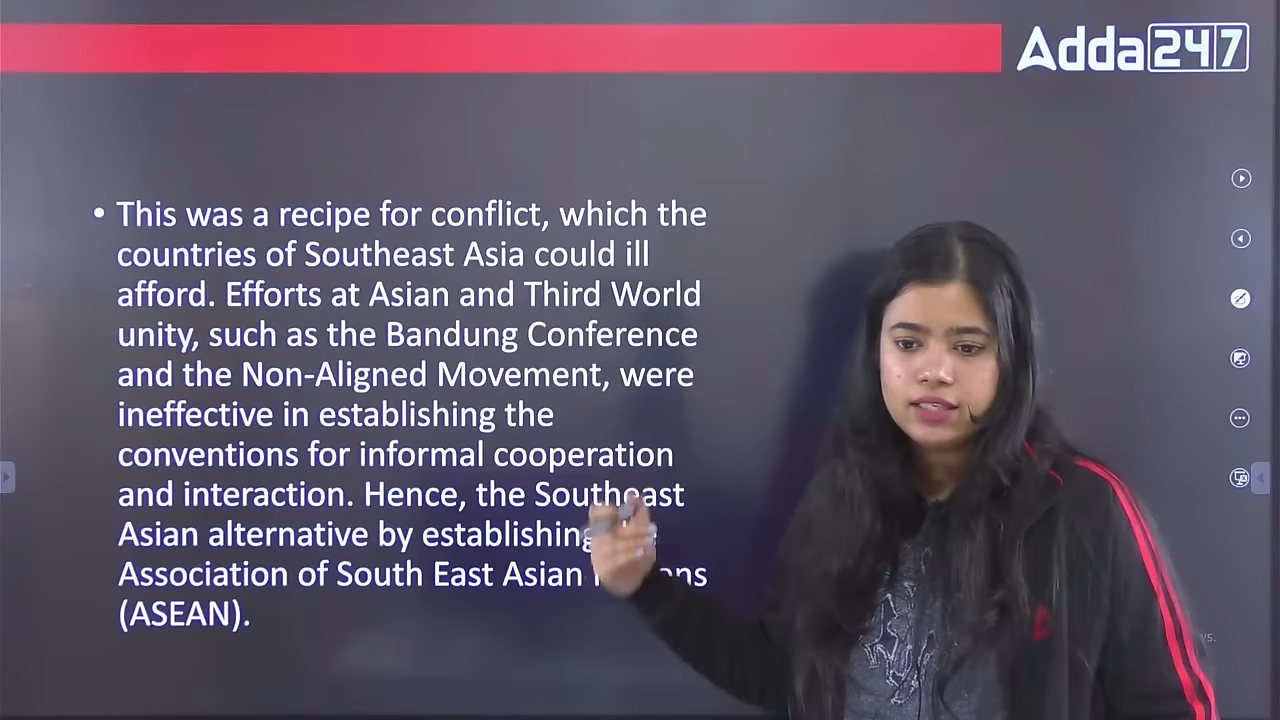 Adda247
• This was a recipe for conflict, which the
countries of Southeast Asia could ill
afford. Efforts at Asian and Third World
unity, such as the Bandung Conference
and the Non-Aligned Movement, were
ineffective in establishing the
conventions for informal cooperation
and interaction. Hence, the Southeast
Asian alternative by establishing
Association of South East Asian
(ASEAN).